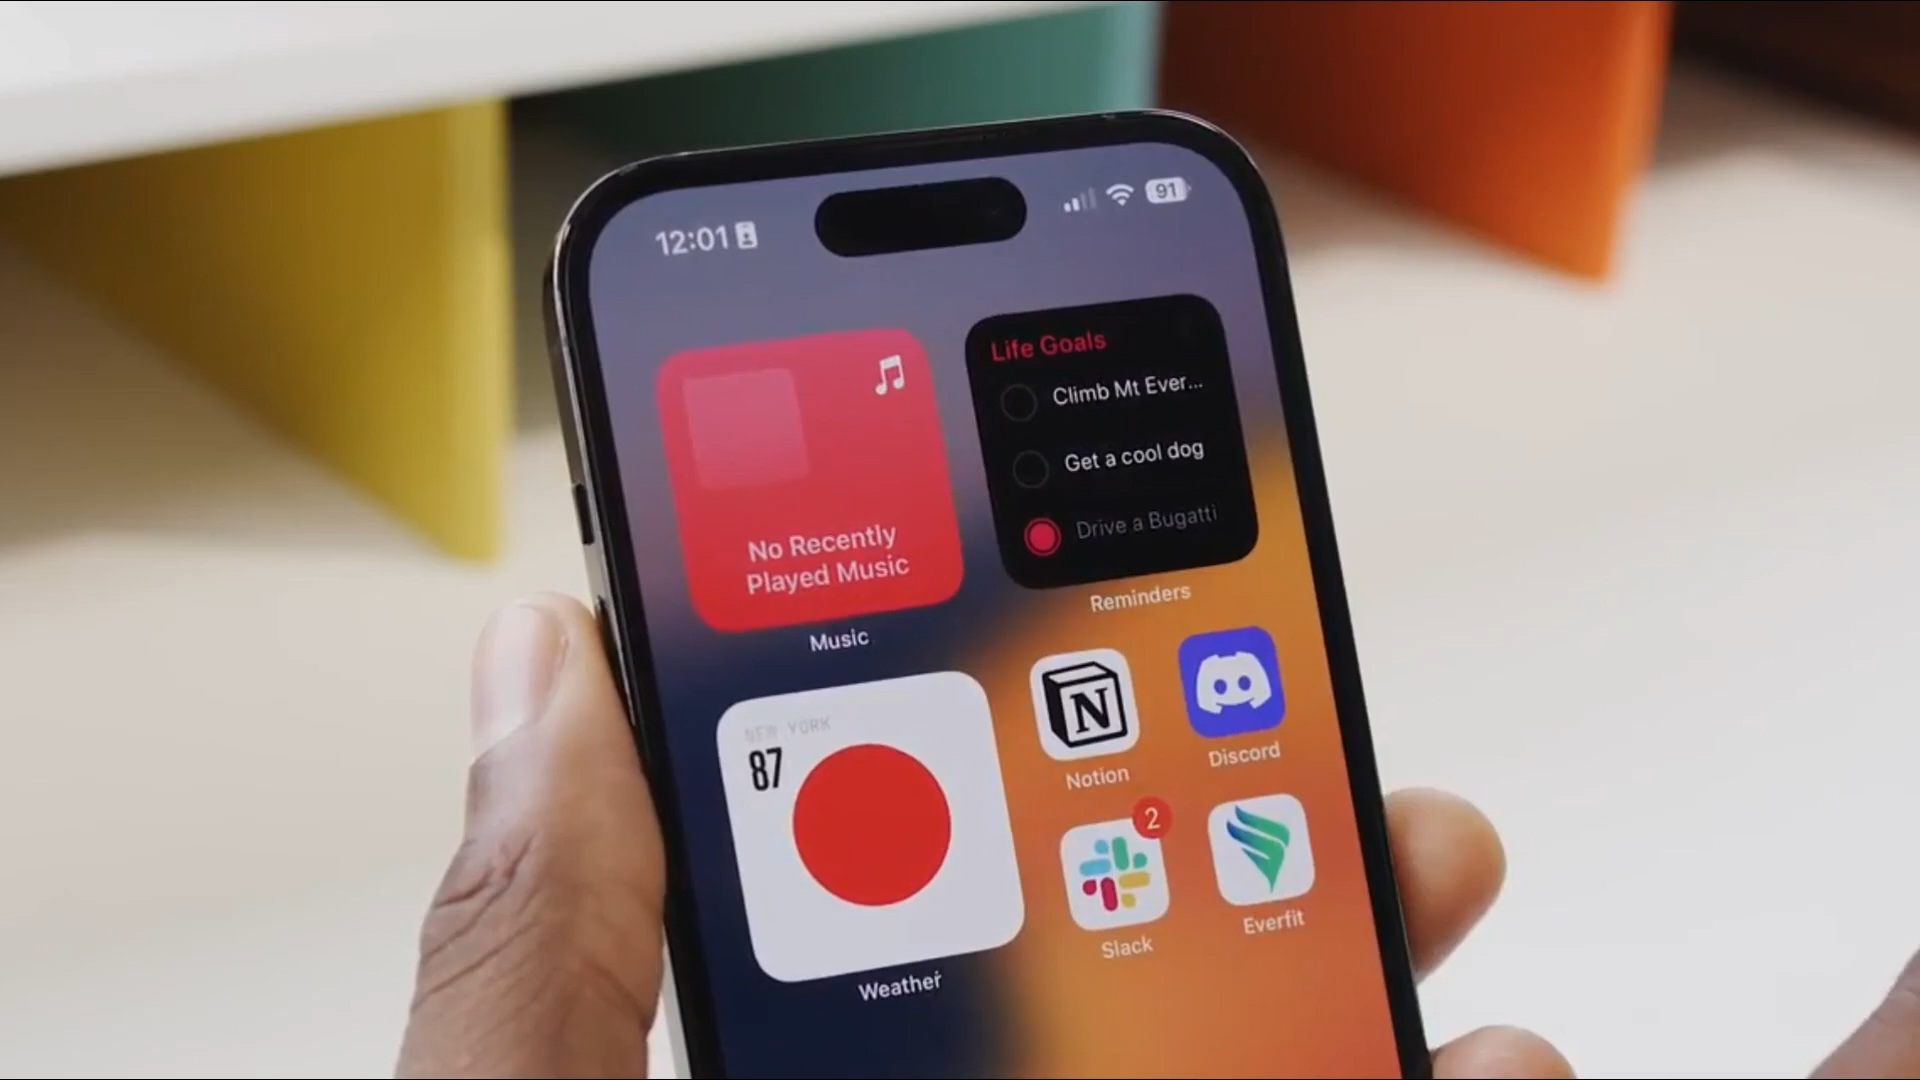 12:01
91
No Recently
Played Music
Music
Life Goals
Climb Mt Ever...
Get a cool dog
Drive a Bugatti
Reminders
NEW YORK
87
Weather
N
Notion
Discord
2
Slack
Everfit